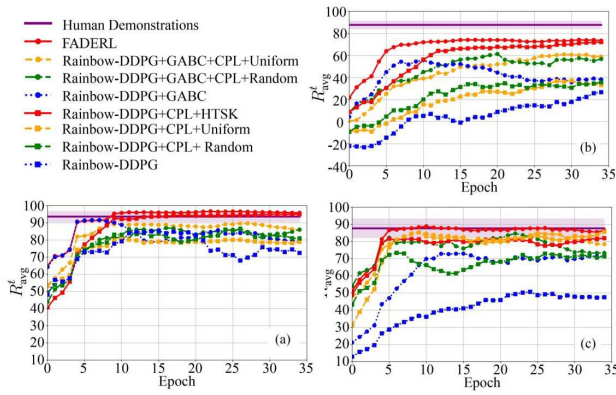 Human Demonstrations
FADERL
Rainbow-DDPG+GABC+CPL+Uniform
Rainbow-DDPG+GABC+CPL+Random
Rainbow-DDPG+GABC
Rainbow-DDPG+CPL+HTSK
Rainbow-DDPG+CPL+Uniform
Rainbow-DDPG+CPL+ Random
Rainbow-DDPG
100
80
60
40
20
0
-20
-40
R^t_avg
0 5 10 15 20 25 30 35
Epoch
(b)
100
90
80
70
60
50
40
30
20
10
R^t_avg
0 5 10 15 20 25 30 35
Epoch
(a)
100
90
80
70
60
50
40
30
20
10
0 5 10 15 20 25 30 35
Epoch
(c)